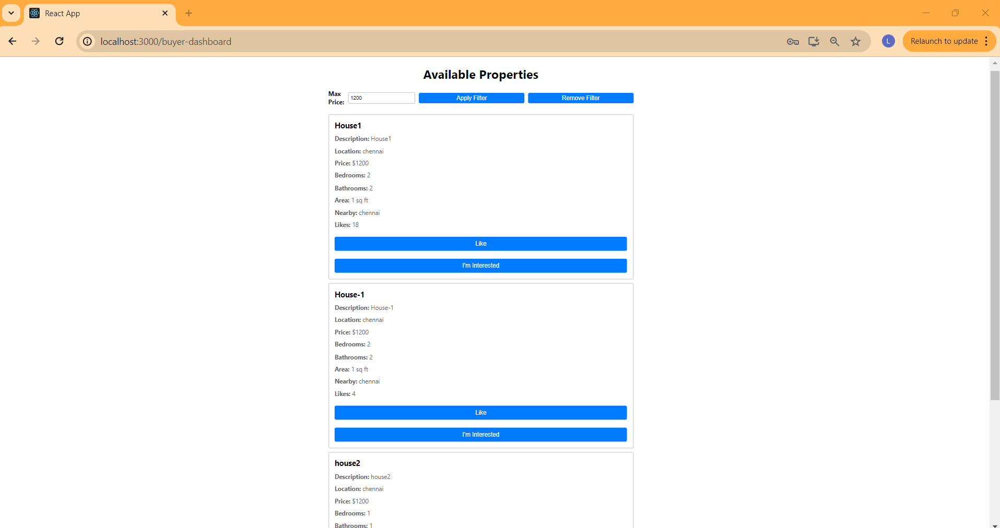 React App
localhost:3000/buyer-dashboard
L
Relaunch to update
Available Properties
Max Price:
1200
Apply Filter
Remove Filter
House1
Description: House1
Location: chennai
Price: $1200
Bedrooms: 2
Bathrooms: 2
Area: 1 sq ft
Nearby: chennai
Likes: 18
Like
I'm Interested
House-1
Description: House-1
Location: chennai
Price: $1200
Bedrooms: 2
Bathrooms: 2
Area: 1 sq ft
Nearby: chennai
Likes: 4
Like
I'm Interested
house2
Description: house2
Location: chennai
Price: $1200
Bedrooms: 1
Bathrooms: 1